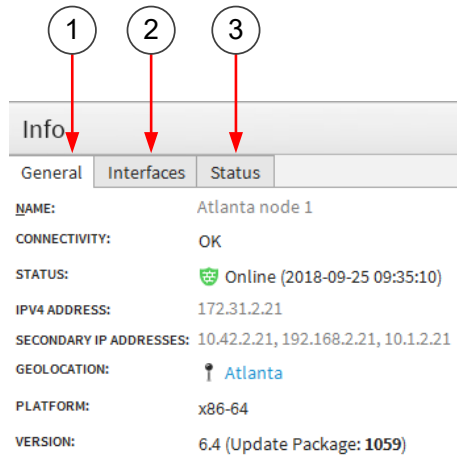 1 2 3
Info
General Interfaces Status
NAME: Atlanta node 1
CONNECTIVITY: OK
STATUS: Online (2018-09-25 09:35:10)
IPV4 ADDRESS: 172.31.2.21
SECONDARY IP ADDRESSES: 10.42.2.21, 192.168.2.21, 10.1.2.21
GEOLOCATION: Atlanta
PLATFORM: x86-64
VERSION: 6.4 (Update Package: 1059)